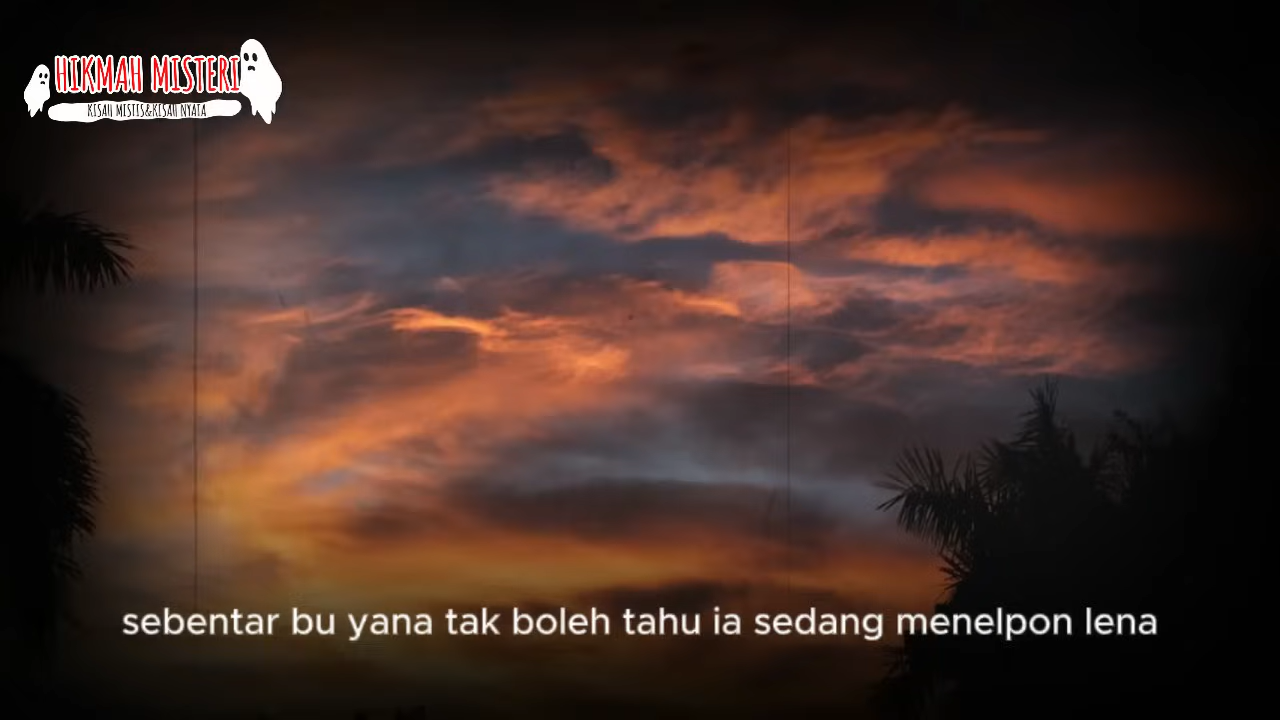 HIKMAH MISTERI
KISAH MISTIS&KISAH NYATA
sebentar bu yana tak boleh tahu ia sedang menelpon lena